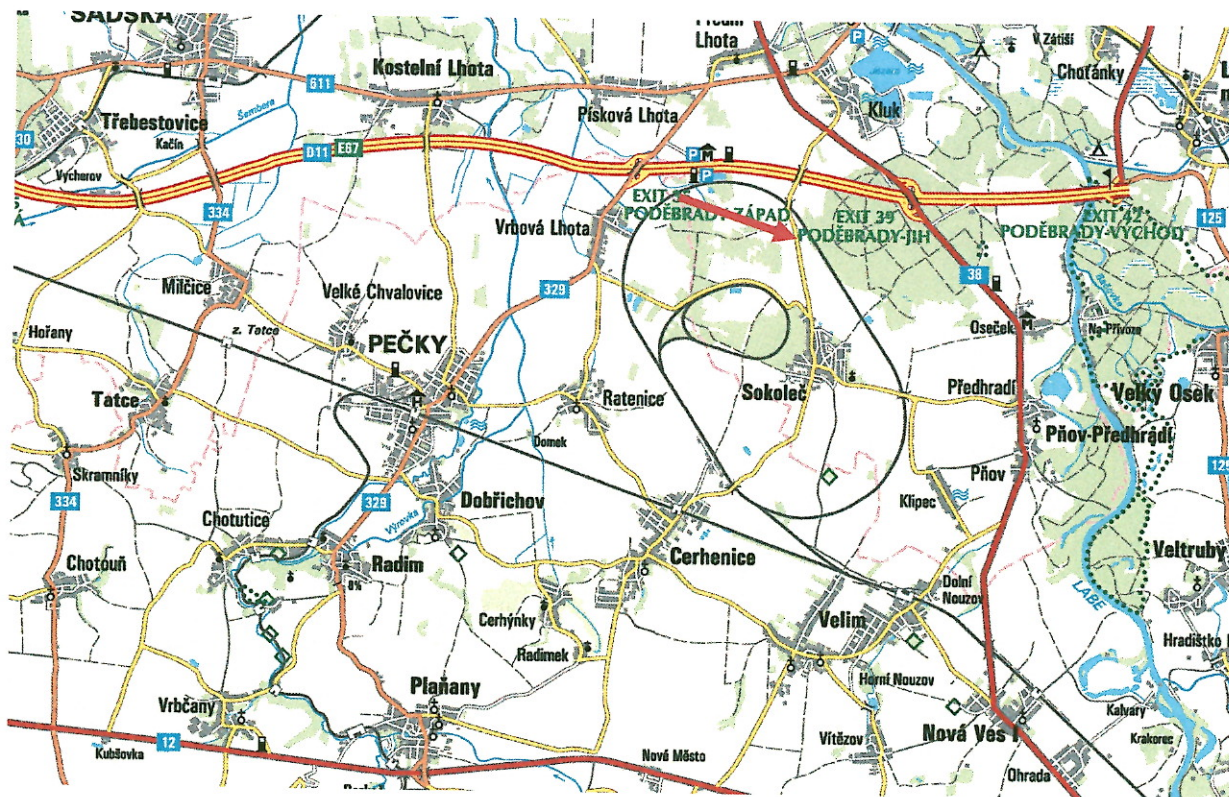 SADSKÁ
Kostelní Lhota
611
Třebestovice
Kačín
Šembera
Vycherov
30
D11
E67
334
Písková Lhota
Přední
Lhota
P
Kluk
V Zátiší
Choťánky
P
P
EXIT 39
PODĚBRADY-ZÁPAD
PODĚBRADY-JIH
EXIT 42
PODĚBRADY-VÝCHOD
125
Vrbová Lhota
Milčice
Velké Chvalovice
329
38
Hořany
z. Tatce
PEČKY
Oseček
Na Přívoze
Tatce
Ratenice
Sokoleč
Předhradí
Velký Osek
Domek
Pňov-Předhradí
Skramníky
Pňov
334
329
Dobřichov
Klipec
Chotutice
Výrovka
Cerhenice
Veltruby
Chotouň
Radim
Dolní
Nouzov
LABE
Cerhýnky
Velim
Radimek
Hradištko
Vrbčany
Plaňany
Horní Nouzov
Nová Ves I
Kalvary
Kubšovka
12
Nové Město
Vítězov
Krakorec
Ohrada